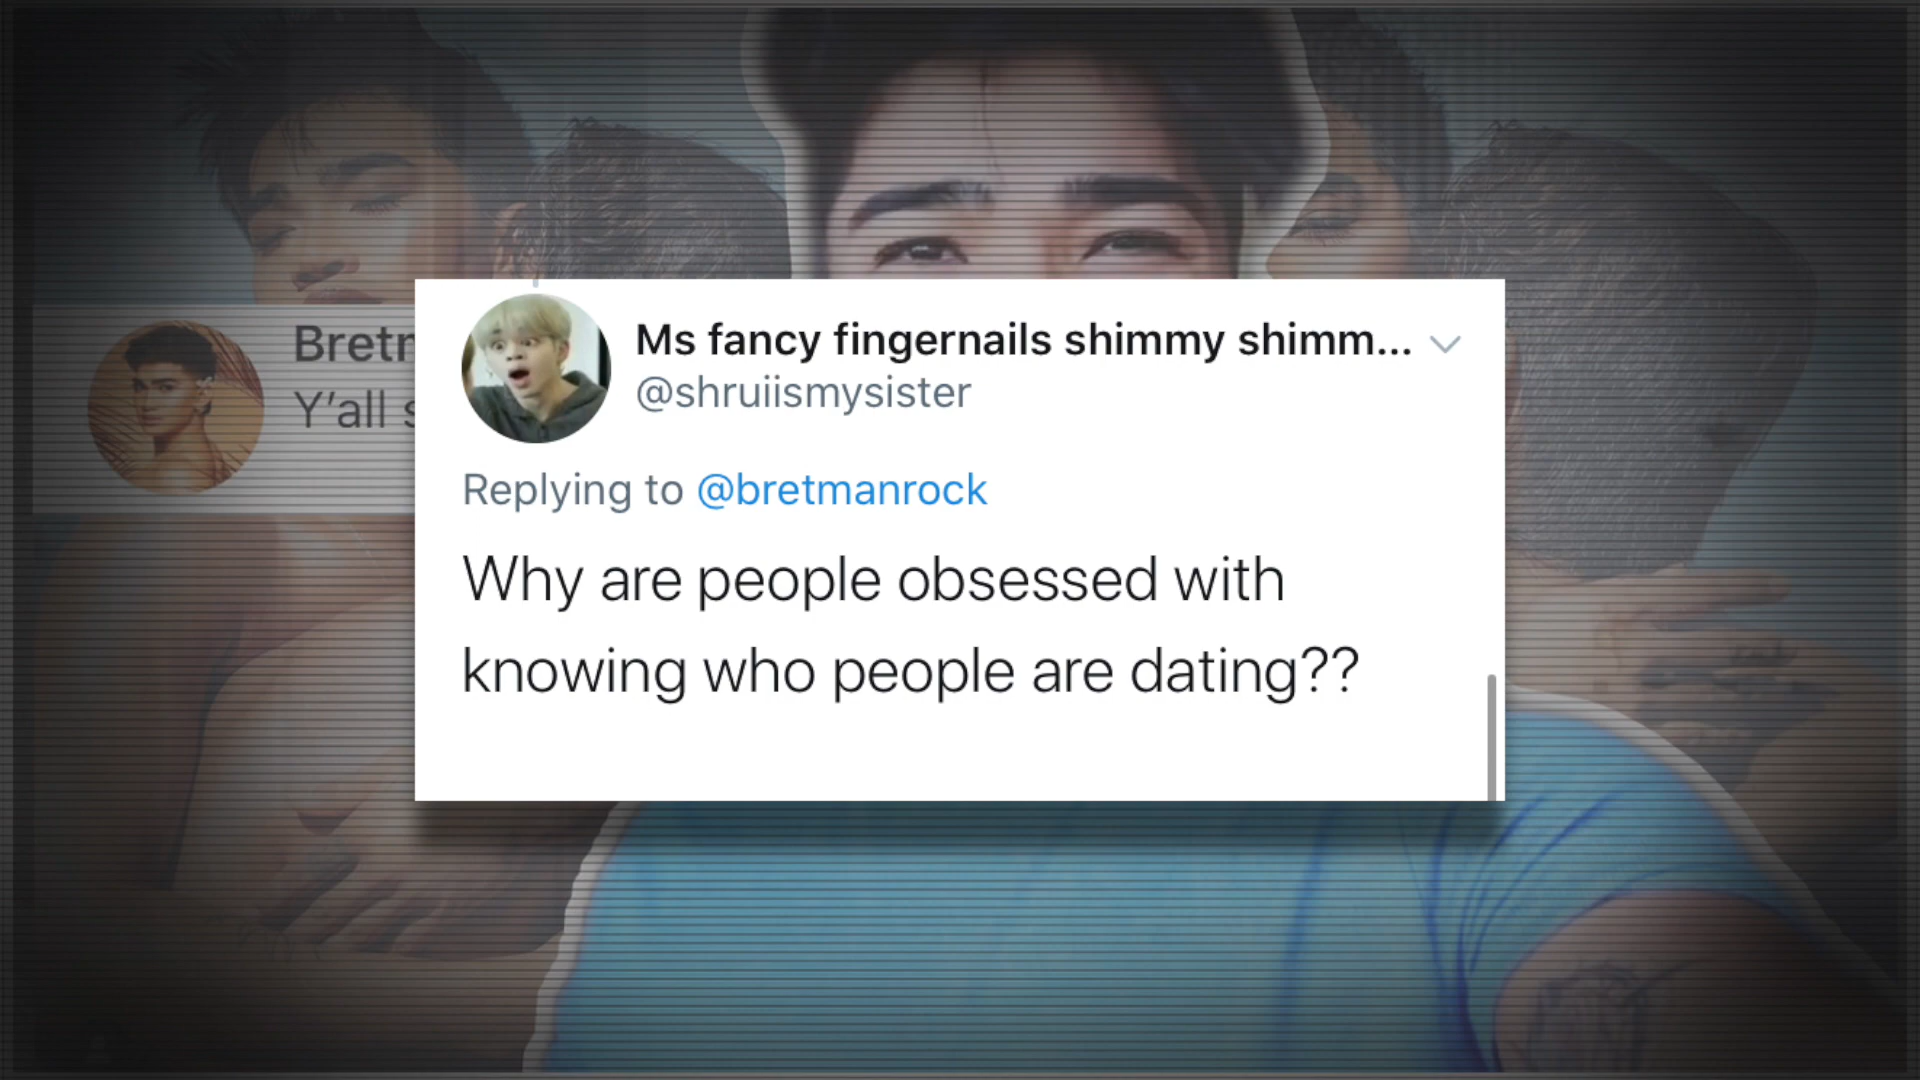 Bretm
Y'all s
Ms fancy fingernails shimmy shimm...
@shruiismysister
Replying to @bretmanrock
Why are people obsessed with
knowing who people are dating??